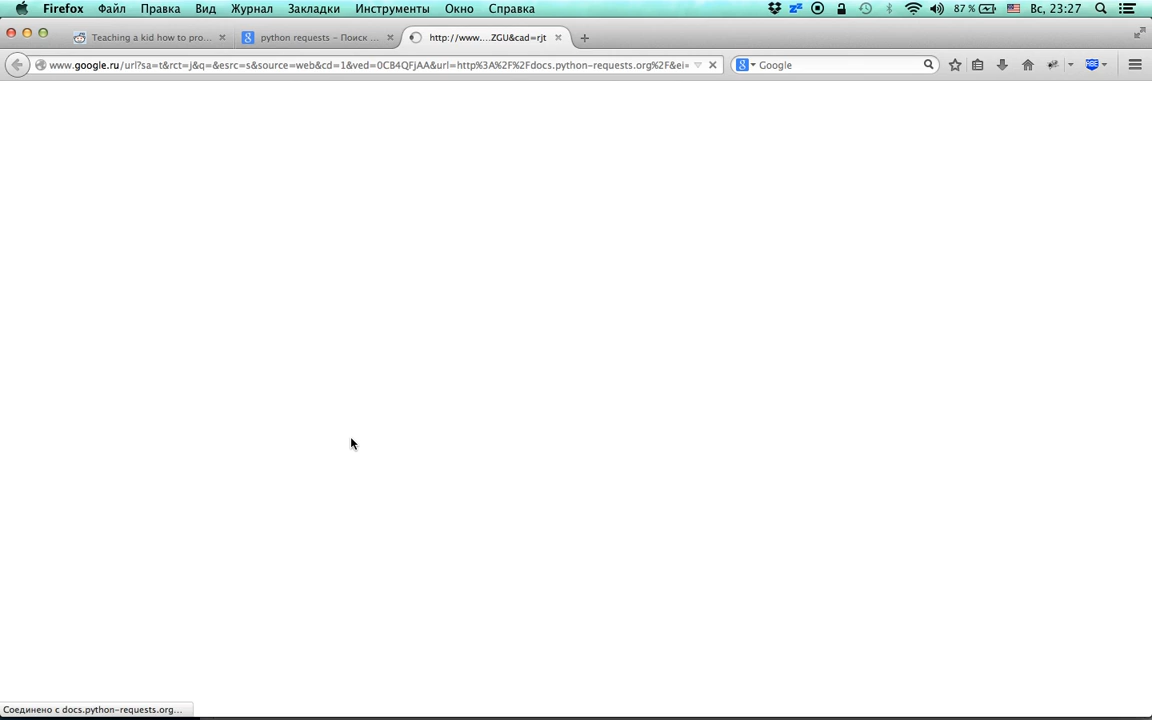 Firefox Файл Правка Вид Журнал Закладки Инструменты Окно Справка 87 % Вс, 23:27
Teaching a kid how to pro... python requests – Поиск ... http://www....ZGU&cad=rjt
www.google.ru/url?sa=t&rct=j&q=&esrc=s&source=web&cd=1&ved=0CB4QFjAA&url=http%3A%2F%2Fdocs.python-requests.org%2F&ei= Google
Соединено с docs.python-requests.org...